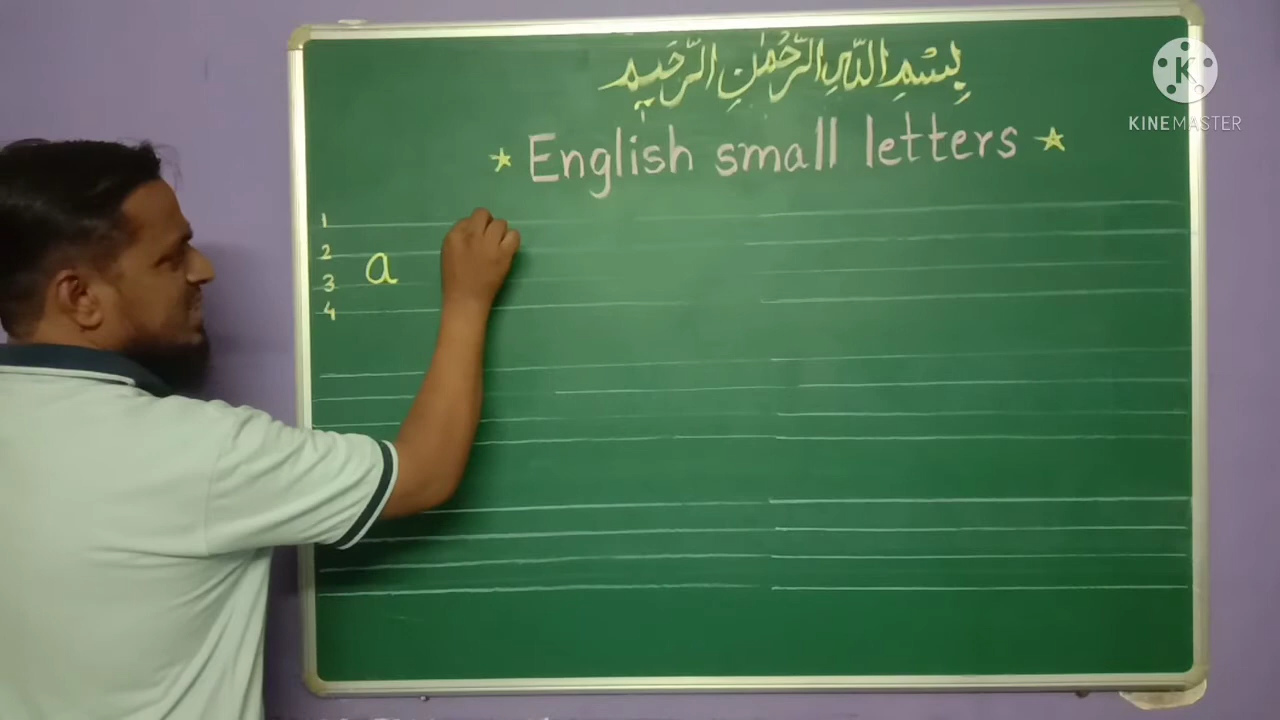 بِسْمِ اللّٰهِ الرَّحْمٰنِ الرَّحِيْمِ
KINEMASTER
★ English small letters ★
1
2 a
3
4